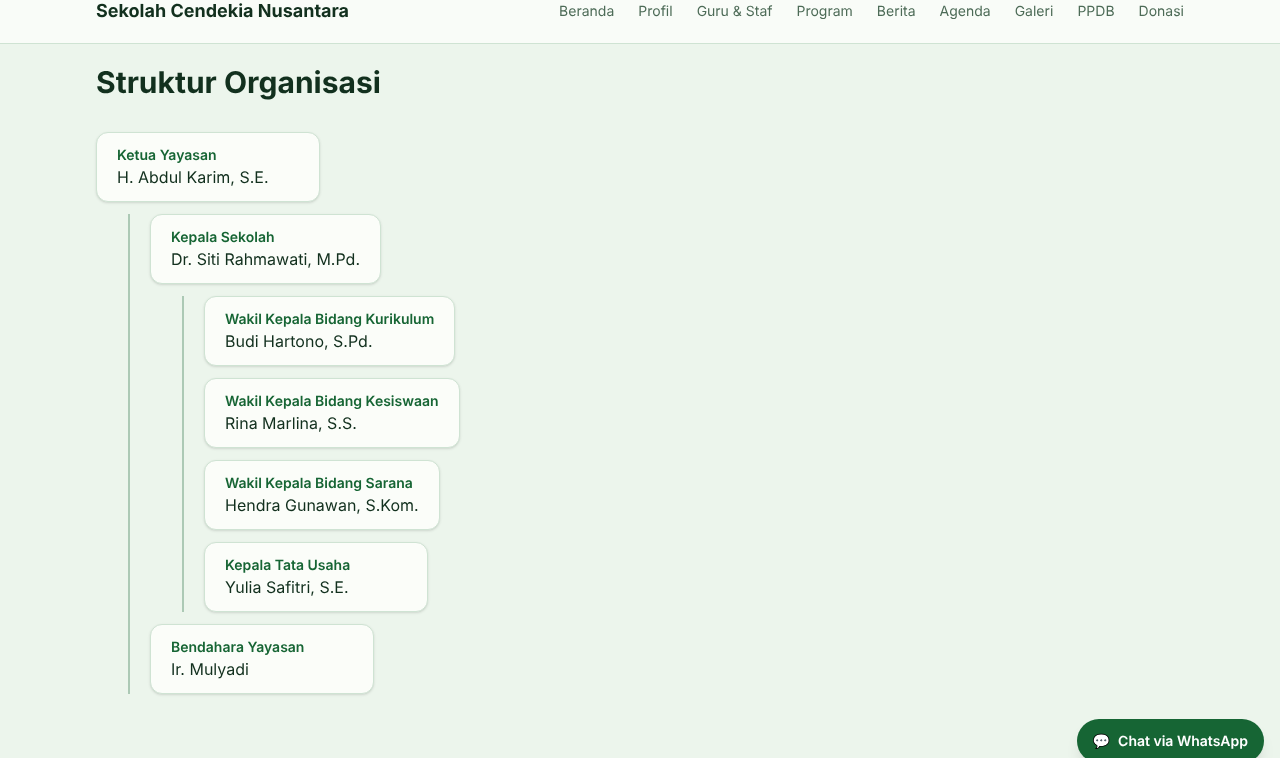 Sekolah Cendekia Nusantara
Beranda Profil Guru & Staf Program Berita Agenda Galeri PPDB Donasi
Struktur Organisasi
Ketua Yayasan
H. Abdul Karim, S.E.
Kepala Sekolah
Dr. Siti Rahmawati, M.Pd.
Wakil Kepala Bidang Kurikulum
Budi Hartono, S.Pd.
Wakil Kepala Bidang Kesiswaan
Rina Marlina, S.S.
Wakil Kepala Bidang Sarana
Hendra Gunawan, S.Kom.
Kepala Tata Usaha
Yulia Safitri, S.E.
Bendahara Yayasan
Ir. Mulyadi
💬 Chat via WhatsApp